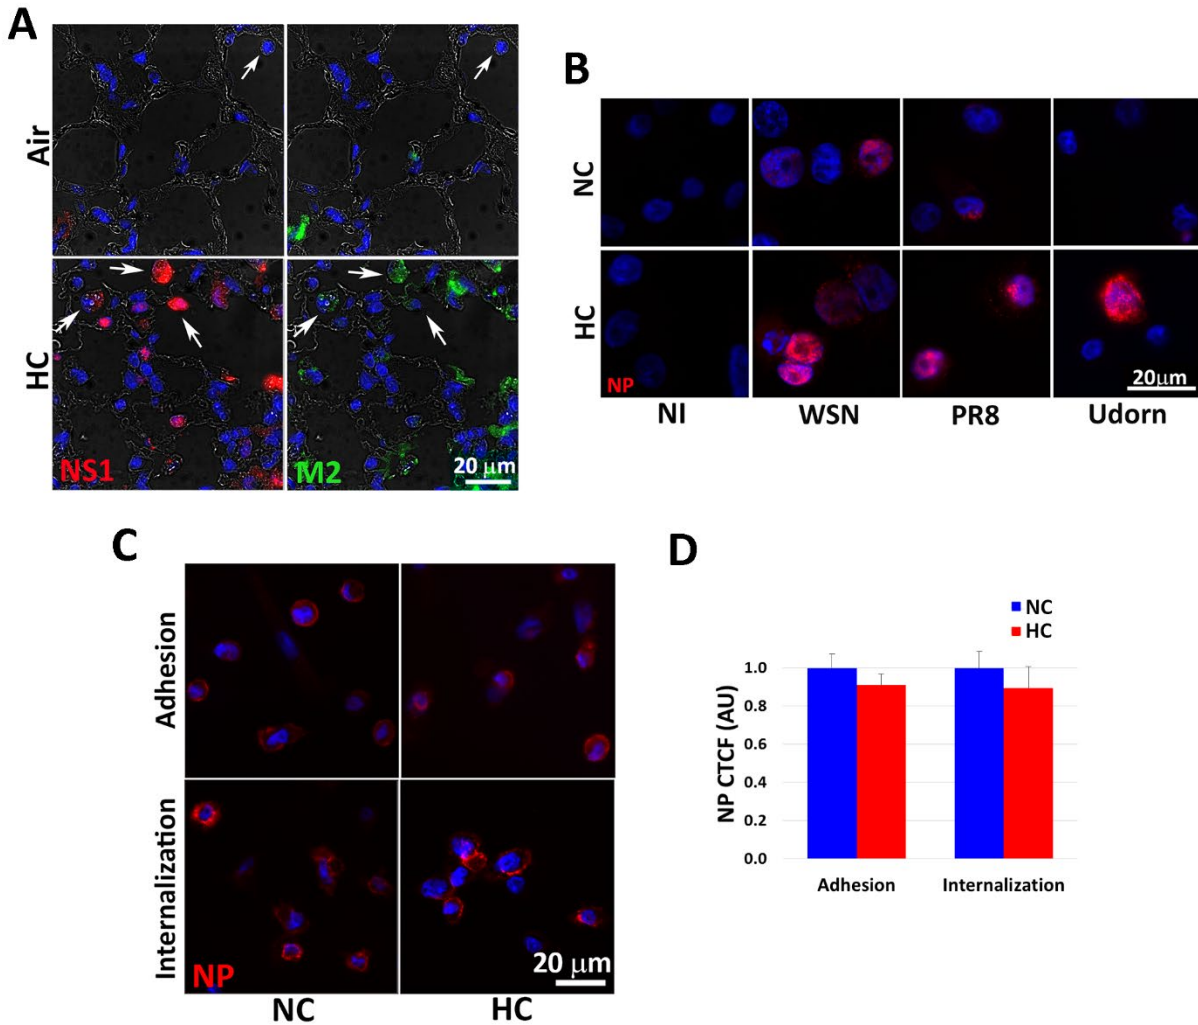 A
Air
HC
NS1
M2
20 μm
B
NC
HC
NP
20μm
NI
WSN
PR8
Udorn
C
Adhesion
Internalization
NP
20 μm
NC
HC
D
NC
HC
NP CTCF (AU)
1.0
0.8
0.6
0.4
0.2
0.0
Adhesion
Internalization